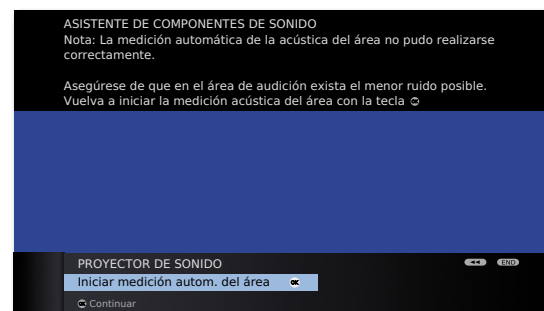 ASISTENTE DE COMPONENTES DE SONIDO
Nota: La medición automática de la acústica del área no pudo realizarse
correctamente.
Asegúrese de que en el área de audición exista el menor ruido posible.
Vuelva a iniciar la medición acústica del área con la tecla OK
PROYECTOR DE SONIDO
END
Iniciar medición autom. del área OK
OK Continuar